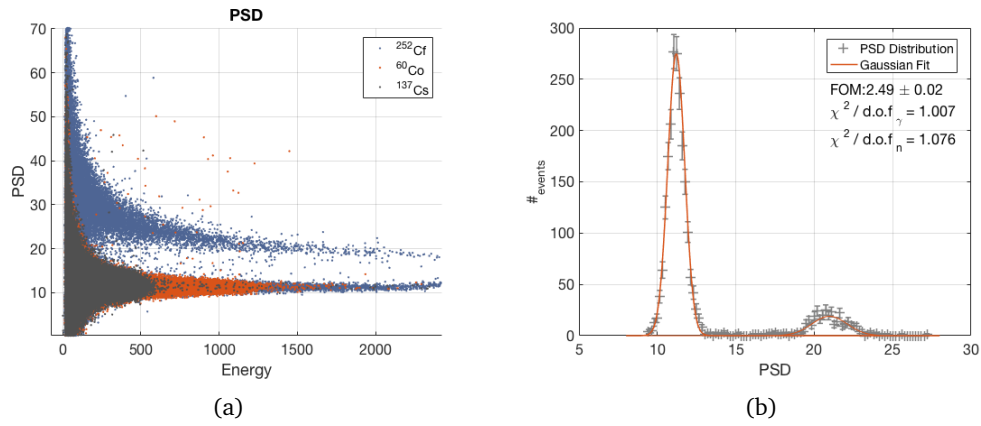 PSD
70
60
50
40
30
20
10
PSD
0
500
1000
1500
2000
Energy
²⁵²Cf
⁶⁰Co
¹³⁷Cs
(a)
300
250
200
150
100
50
0
#events
5
10
15
20
25
30
PSD
PSD Distribution
Gaussian Fit
FOM:2.49 ± 0.02
χ² / d.o.fγ = 1.007
χ² / d.o.fn = 1.076
(b)